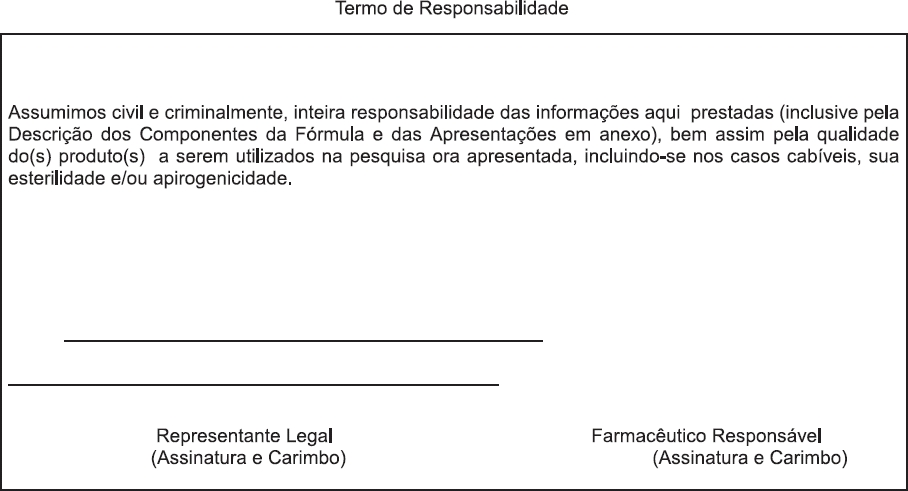 Termo de Responsabilidade
Assumimos civil e criminalmente, inteira responsabilidade das informações aqui prestadas (inclusive pela
Descrição dos Componentes da Fórmula e das Apresentações em anexo), bem assim pela qualidade
do(s) produto(s) a serem utilizados na pesquisa ora apresentada, incluindo-se nos casos cabíveis, sua
esterilidade e/ou apirogenicidade.
Representante Legal Farmacêutico Responsável
(Assinatura e Carimbo) (Assinatura e Carimbo)